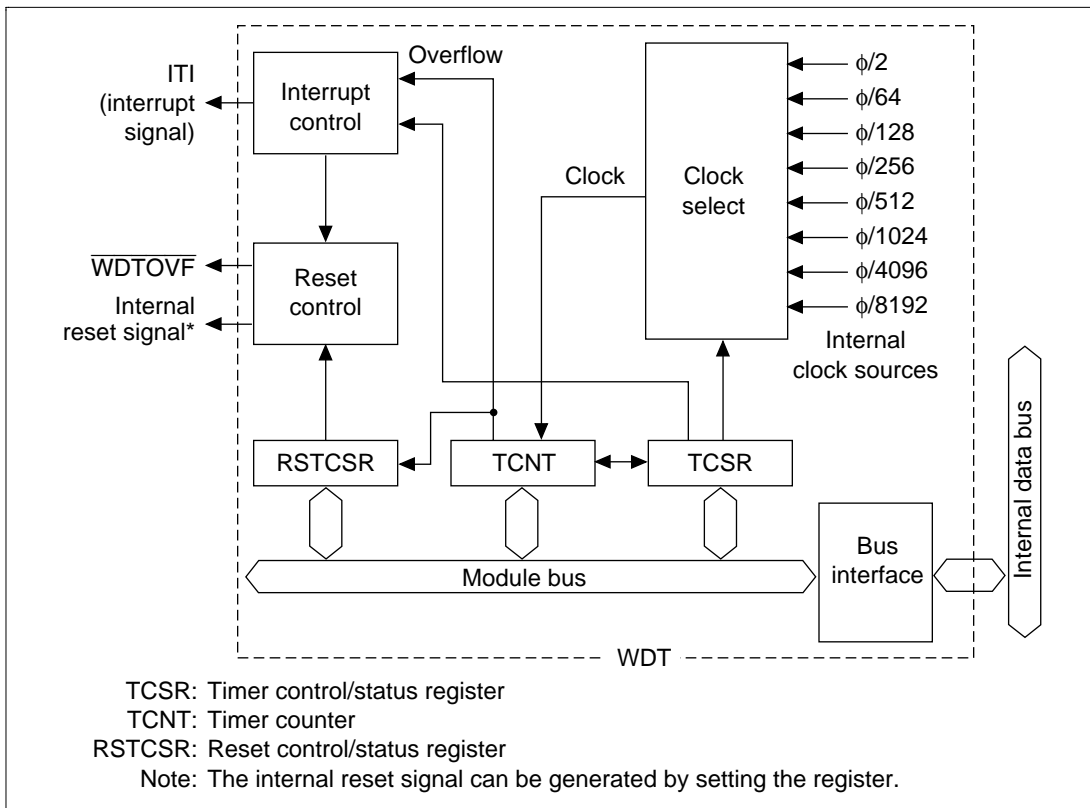 Overflow
ITI
(interrupt
signal)
Interrupt
control
Clock
Clock
select
ϕ/2
ϕ/64
ϕ/128
ϕ/256
ϕ/512
ϕ/1024
ϕ/4096
ϕ/8192
Internal
clock sources
WDTOVF
Internal
reset signal*
Reset
control
RSTCSR
TCNT
TCSR
Module bus
Bus
interface
Internal data bus
WDT
TCSR: Timer control/status register
TCNT: Timer counter
RSTCSR: Reset control/status register
Note: The internal reset signal can be generated by setting the register.